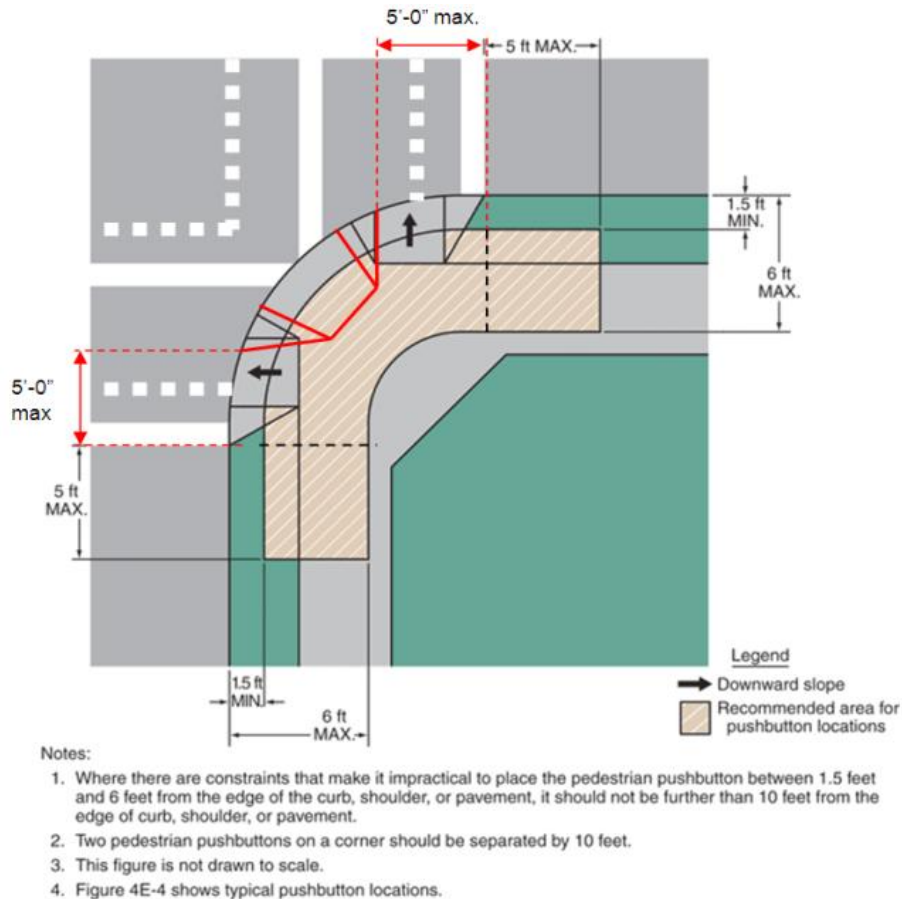 5'-0" max.
5 ft MAX.
1.5 ft
MIN.
6 ft
MAX.
5'-0"
max
5 ft
MAX.
1.5 ft
MIN.
6 ft
MAX.
Legend
Downward slope
Recommended area for
pushbutton locations
Notes:
1. Where there are constraints that make it impractical to place the pedestrian pushbutton between 1.5 feet
and 6 feet from the edge of the curb, shoulder, or pavement, it should not be further than 10 feet from the
edge of curb, shoulder, or pavement.
2. Two pedestrian pushbuttons on a corner should be separated by 10 feet.
3. This figure is not drawn to scale.
4. Figure 4E-4 shows typical pushbutton locations.